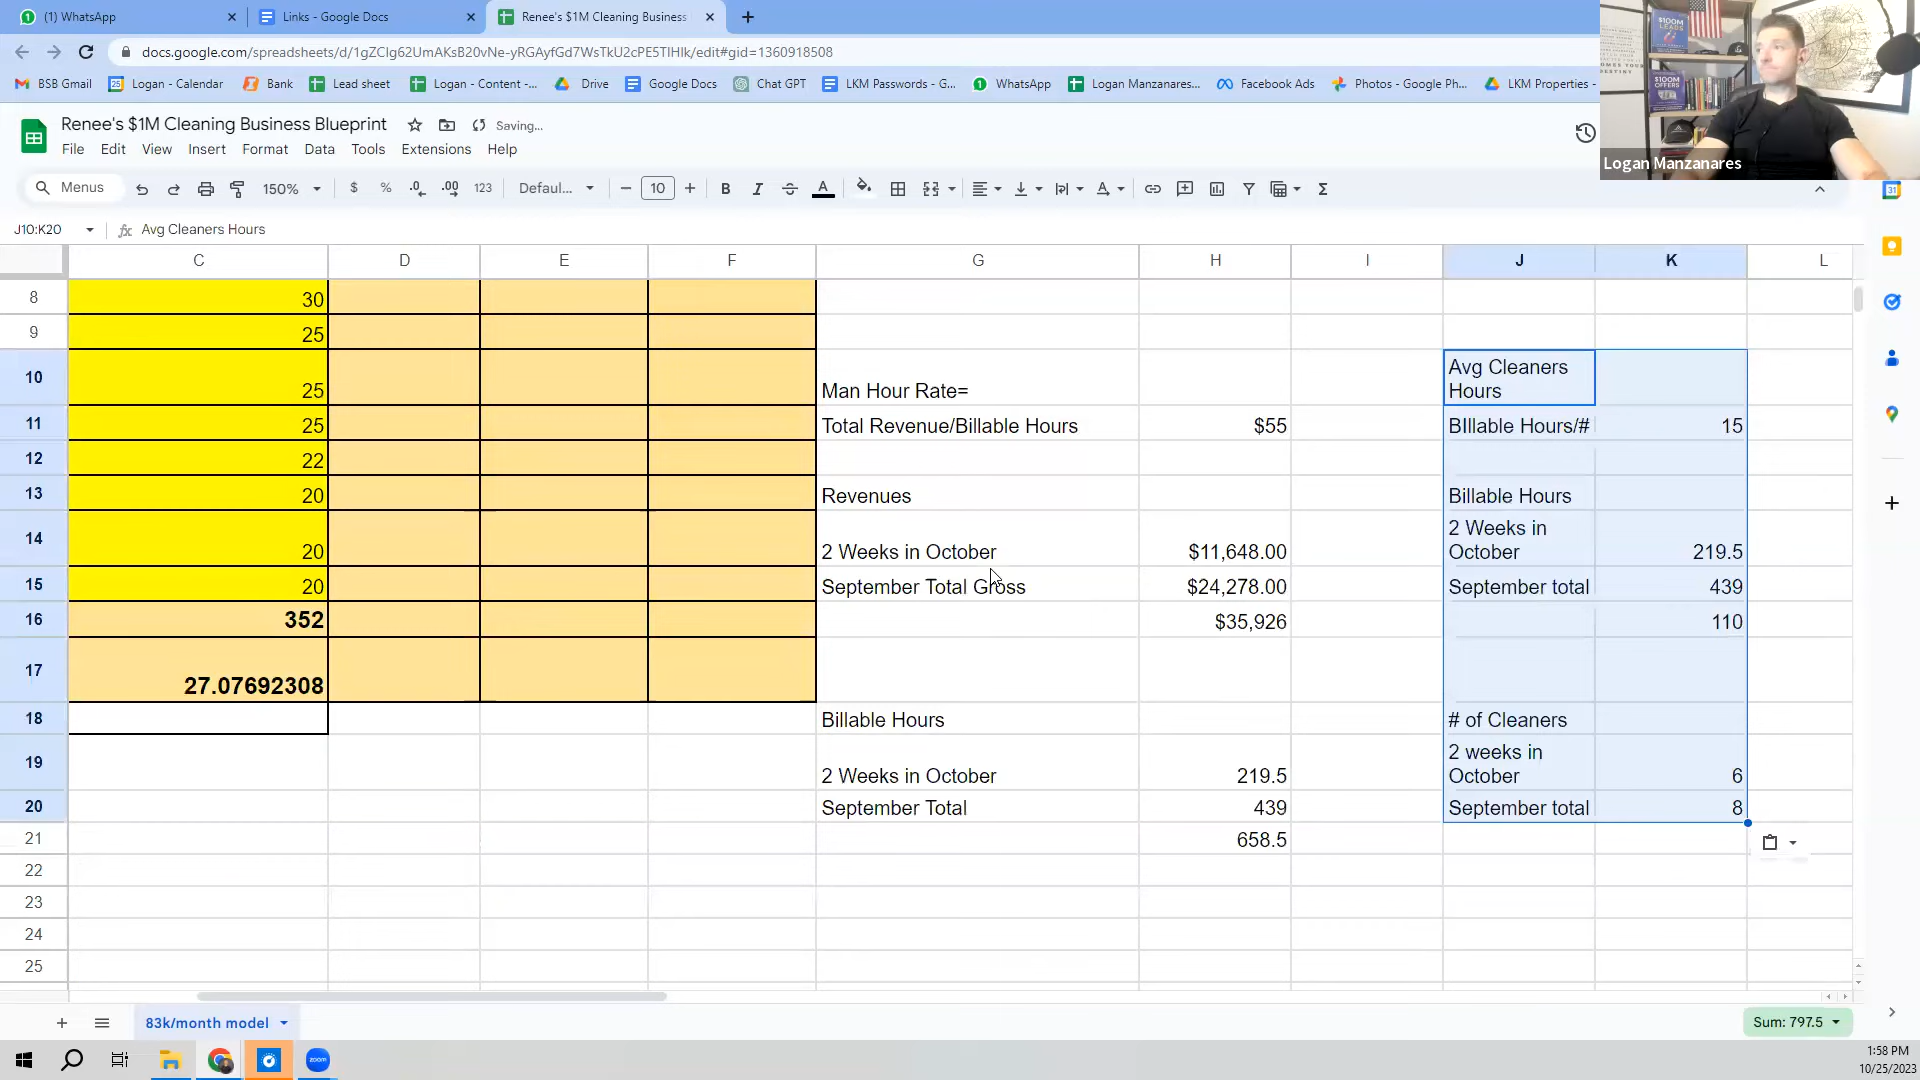 (1) WhatsApp
Links - Google Docs
Renee's $1M Cleaning Business
docs.google.com/spreadsheets/d/1gZCIg62UmAKsB20vNe-yRGAyfGd7WsTkU2cPE5TIHIk/edit#gid=1360918508
BSB Gmail
Logan - Calendar
Bank
Lead sheet
Logan - Content -...
Drive
Google Docs
Chat GPT
LKM Passwords - G...
WhatsApp
Logan Manzanares...
Facebook Ads
Photos - Google Ph...
LKM Properties -
Renee's $1M Cleaning Business Blueprint
Saving...
File Edit View Insert Format Data Tools Extensions Help
Menus 150% $ % .0 .00 123 Defaul... 10 B I
J10:K20 Avg Cleaners Hours
C D E F G H I J K L
8 30
9 25
10 25 Man Hour Rate= Avg Cleaners
Hours
11 25 Total Revenue/Billable Hours $55 BIllable Hours/# 15
12 22
13 20 Revenues Billable Hours
14 20 2 Weeks in October $11,648.00 2 Weeks in
October 219.5
15 20 September Total Gross $24,278.00 September total 439
16 352 $35,926 110
17 27.07692308
18 Billable Hours # of Cleaners
19 2 Weeks in October 219.5 2 weeks in
October 6
20 September Total 439 September total 8
21 658.5
22
23
24
25
83k/month model
Sum: 797.5
1:58 PM
10/25/2023
zoom
31
$100M
LEADS
$100M
OFFERS
DESTINY
Logan Manzanares